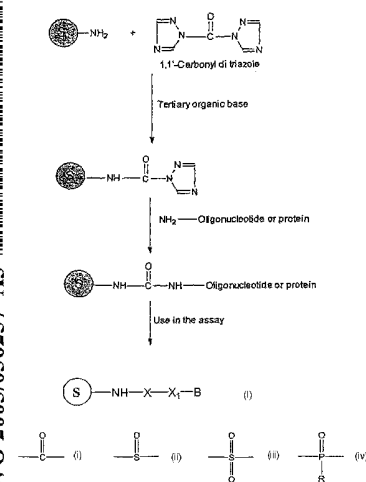 NH2 +
O
N N N N
N C N
1,1'-Carbonyl di triazole
Tertiary organic base
O
NH C N N
N
NH2 Oligonucleotide or protein
O
NH C NH Oligonucleotide or protein
Use in the assay
S NH X X1 B (I)
O O O O
C (i) S (ii) S (iii) P (iv)
O R